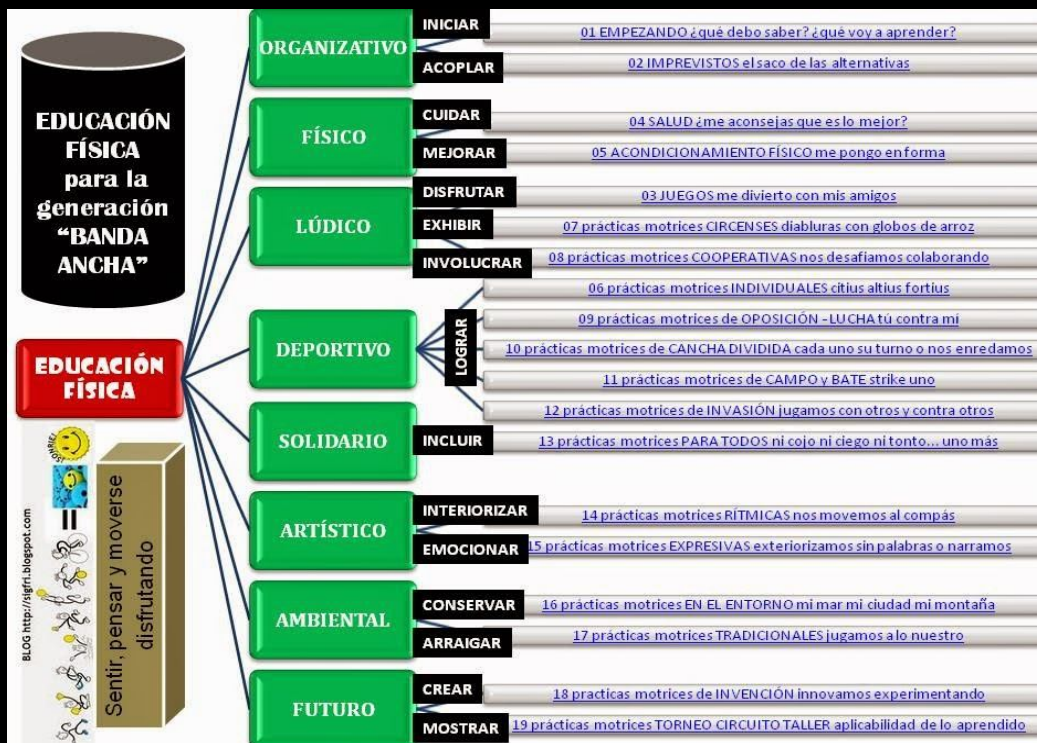 EDUCACIÓN
FÍSICA
para la
generación
“BANDA
ANCHA”
EDUCACIÓN
FÍSICA
¡SONRIE!
=
BLOG http://sigfri.blogspot.com
Sentir, pensar y moverse
disfrutando
ORGANIZATIVO
INICIAR
01 EMPEZANDO ¿qué debo saber? ¿qué voy a aprender?
ACOPLAR
02 IMPREVISTOS el saco de las alternativas
FÍSICO
CUIDAR
04 SALUD ¿me aconsejas que es lo mejor?
MEJORAR
05 ACONDICIONAMIENTO FÍSICO me pongo en forma
LÚDICO
DISFRUTAR
03 JUEGOS me divierto con mis amigos
EXHIBIR
07 prácticas motrices CIRCENSES diabluras con globos de arroz
INVOLUCRAR
08 prácticas motrices COOPERATIVAS nos desafiamos colaborando
DEPORTIVO
LOGRAR
06 prácticas motrices INDIVIDUALES citius altius fortius
09 prácticas motrices de OPOSICIÓN -LUCHA tú contra mí
10 prácticas motrices de CANCHA DIVIDIDA cada uno su turno o nos enredamos
11 prácticas motrices de CAMPO y BATE strike uno
12 prácticas motrices de INVASIÓN jugamos con otros y contra otros
SOLIDARIO
INCLUIR
13 prácticas motrices PARA TODOS ni cojo ni ciego ni tonto... uno más
ARTÍSTICO
INTERIORIZAR
14 prácticas motrices RÍTMICAS nos movemos al compás
EMOCIONAR
15 prácticas motrices EXPRESIVAS exteriorizamos sin palabras o narramos
AMBIENTAL
CONSERVAR
16 prácticas motrices EN EL ENTORNO mi mar mi ciudad mi montaña
ARRAIGAR
17 prácticas motrices TRADICIONALES jugamos a lo nuestro
FUTURO
CREAR
18 practicas motrices de INVENCIÓN innovamos experimentando
MOSTRAR
19 prácticas motrices TORNEO CIRCUITO TALLER aplicabilidad de lo aprendido